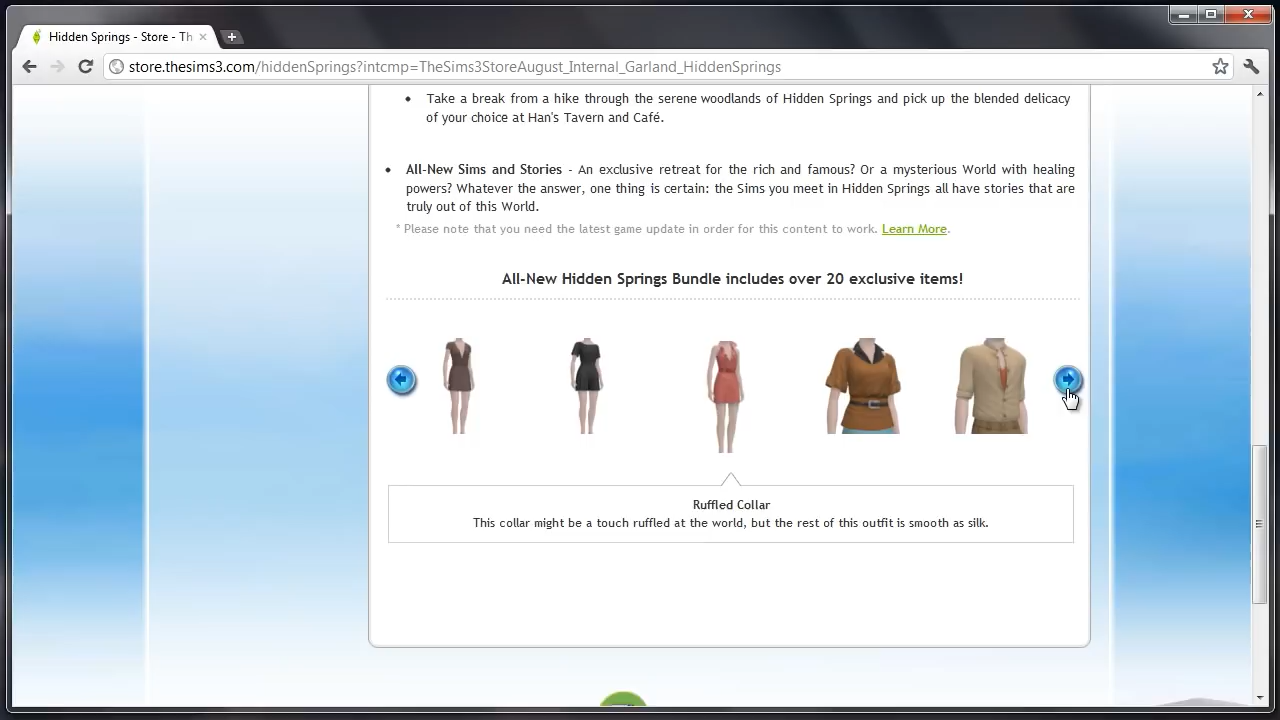 Hidden Springs - Store - Th
store.thesims3.com/hiddenSprings?intcmp=TheSims3StoreAugust_Internal_Garland_HiddenSprings
• Take a break from a hike through the serene woodlands of Hidden Springs and pick up the blended delicacy
of your choice at Han's Tavern and Café.
• All-New Sims and Stories - An exclusive retreat for the rich and famous? Or a mysterious World with healing
powers? Whatever the answer, one thing is certain: the Sims you meet in Hidden Springs all have stories that are
truly out of this World.
* Please note that you need the latest game update in order for this content to work. Learn More.
All-New Hidden Springs Bundle includes over 20 exclusive items!
Ruffled Collar
This collar might be a touch ruffled at the world, but the rest of this outfit is smooth as silk.